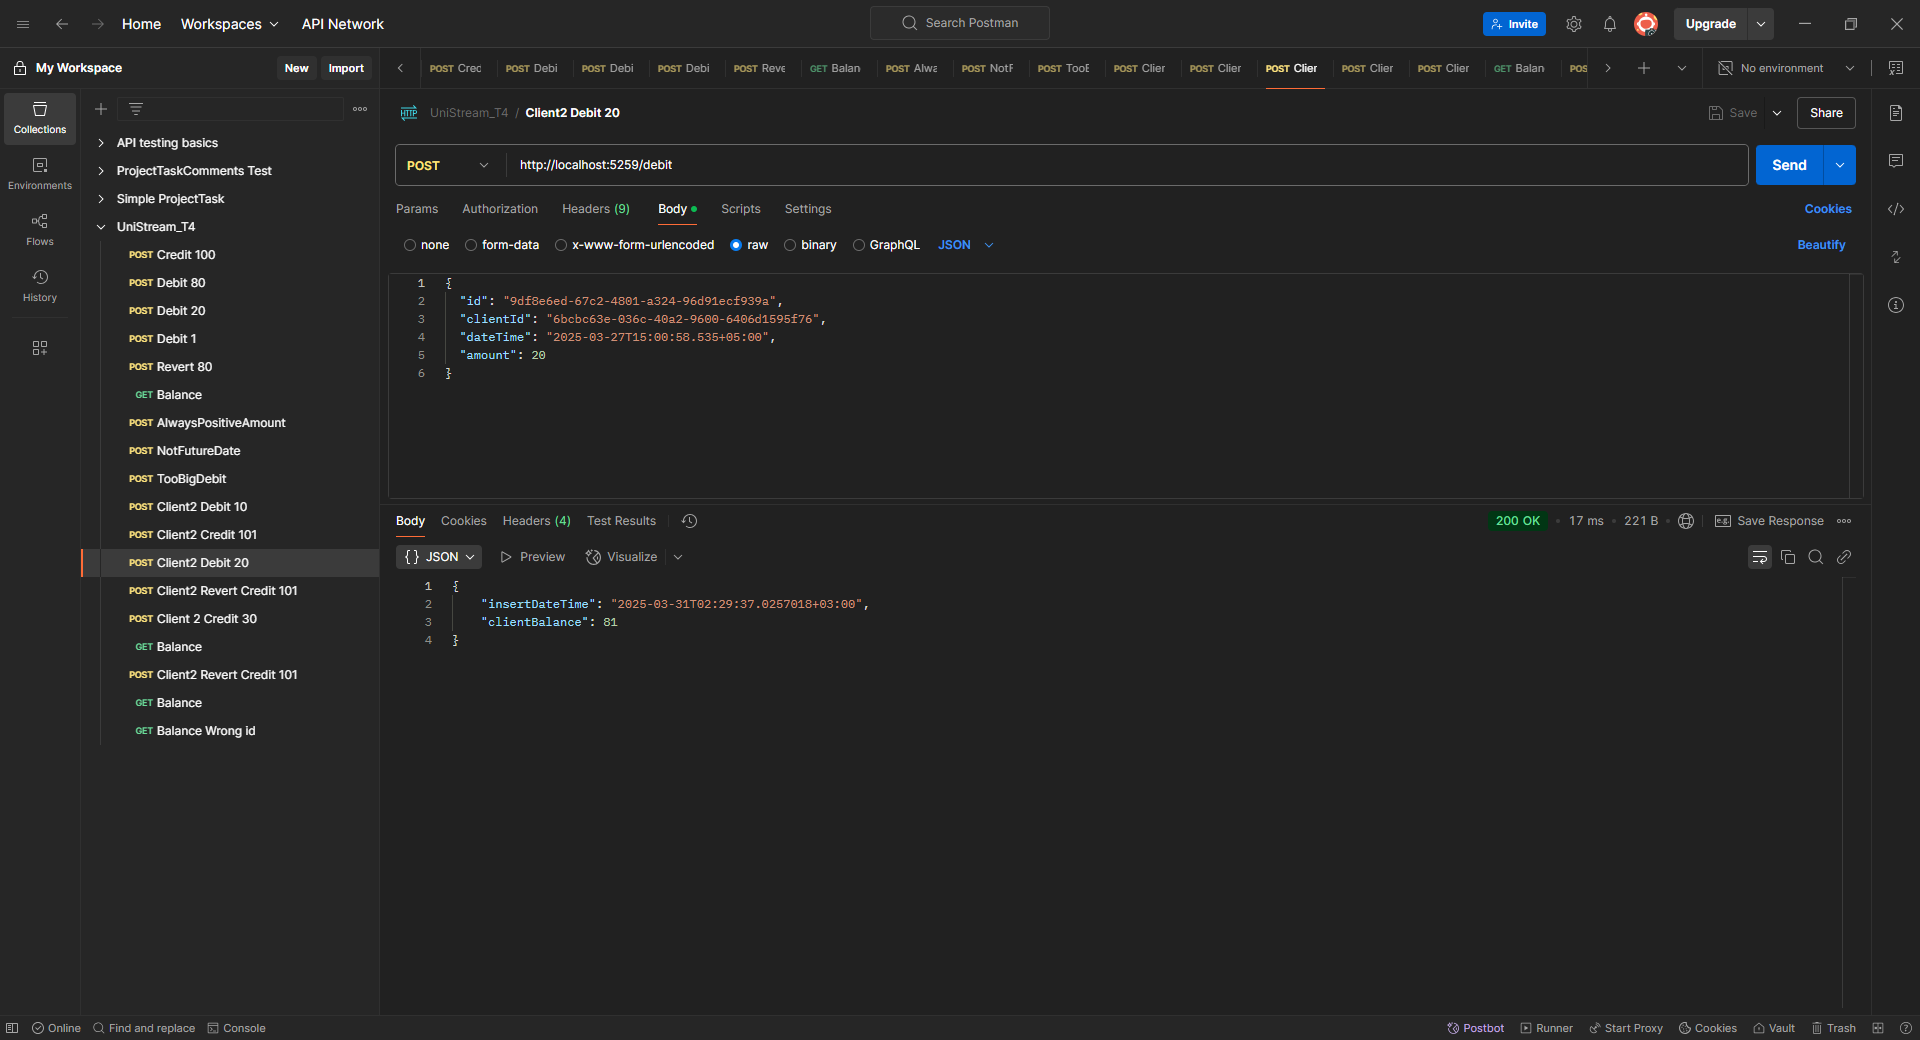 Home
Workspaces
API Network
Search Postman
Invite
Upgrade
My Workspace
New
Import
POST Cred
POST Debi
POST Debi
POST Debi
POST Reve
GET Balan
POST Alwa
POST NotF
POST TooB
POST Clier
POST Clier
POST Clier
POST Clier
POST Clier
GET Balan
POS
No environment
Collections
Environments
Flows
History
API testing basics
ProjectTaskComments Test
Simple ProjectTask
UniStream_T4
POST Credit 100
POST Debit 80
POST Debit 20
POST Debit 1
POST Revert 80
GET Balance
POST AlwaysPositiveAmount
POST NotFutureDate
POST TooBigDebit
POST Client2 Debit 10
POST Client2 Credit 101
POST Client2 Debit 20
POST Client2 Revert Credit 101
POST Client 2 Credit 30
GET Balance
POST Client2 Revert Credit 101
GET Balance
GET Balance Wrong id
HTTP UniStream_T4 / Client2 Debit 20
Save
Share
POST
http://localhost:5259/debit
Send
Params
Authorization
Headers (9)
Body
Scripts
Settings
Cookies
none
form-data
x-www-form-urlencoded
raw
binary
GraphQL
JSON
Beautify
1 {
2 "id": "9df8e6ed-67c2-4801-a324-96d91ecf939a",
3 "clientId": "6bcbc63e-036c-40a2-9600-6406d1595f76",
4 "dateTime": "2025-03-27T15:00:58.535+05:00",
5 "amount": 20
6 }
Body
Cookies
Headers (4)
Test Results
200 OK
17 ms
221 B
e.g. Save Response
{} JSON
Preview
Visualize
1 {
2 "insertDateTime": "2025-03-31T02:29:37.0257018+03:00",
3 "clientBalance": 81
4 }
Online
Find and replace
Console
Postbot
Runner
Start Proxy
Cookies
Vault
Trash